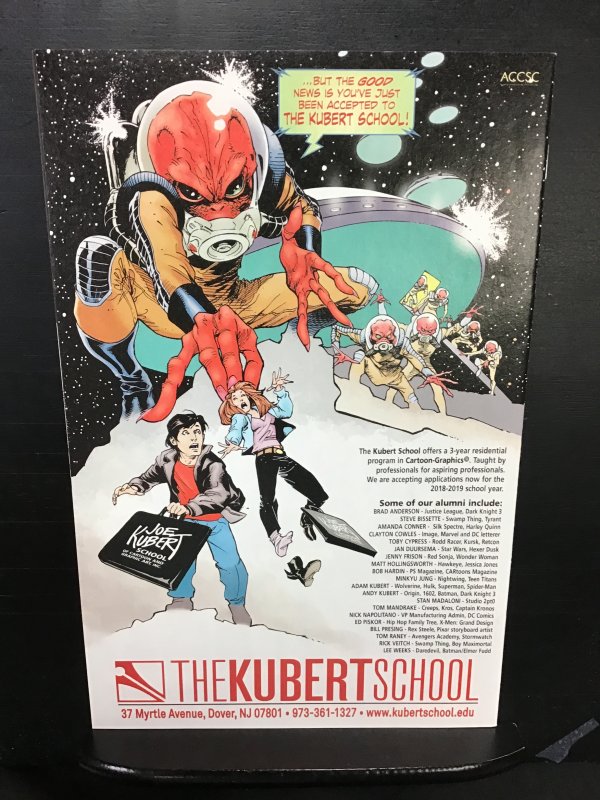 ACCSC
...BUT THE GOOD
NEWS IS YOU'VE JUST
BEEN ACCEPTED TO
THE KUBERT SCHOOL!
The Kubert School offers a 3-year residential
program in Cartoon-Graphics®. Taught by
professionals for aspiring professionals.
We are accepting applications now for the
2018-2019 school year.
Some of our alumni include:
BRAD ANDERSON - Justice League, Dark Knight 3
STEVE BISSETTE - Swamp Thing, Tyrant
AMANDA CONNER - Silk Spectre, Harley Quinn
CLAYTON COWLES - Image, Marvel and DC letterer
TOBY CYPRESS - Rodd Racer, Kursk, Retcon
JAN DUURSEMA - Star Wars, Hexer Dusk
JENNY FRISON - Red Sonja, Wonder Woman
MATT HOLLINGSWORTH - Hawkeye, Jessica Jones
BOB HARDIN - PS Magazine, CARtoons Magazine
MINKYU JUNG - Nightwing, Teen Titans
ADAM KUBERT - Wolverine, Hulk, Superman, Spider-Man
ANDY KUBERT - Origin, 1602, Batman, Dark Knight 3
STAN MADALONI - Studio 2pt0
TOM MANDRAKE - Creeps, Kros, Captain Kronos
NICK NAPOLITANO - VP Manufacturing Admin, DC Comics
ED PISKOR - Hip Hop Family Tree, X-Men: Grand Design
BILL PRESING - Rex Steele, Pixar storyboard artist
TOM RANEY - Avengers Academy, Stormwatch
RICK VEITCH - Swamp Thing, Boy Maximortal
LEE WEEKS - Daredevil, Batman/Elmer Fudd
JOE
KUBERT
SCHOOL
OF CARTOON AND
GRAPHIC ART INC.
THEKUBERTSCHOOL
37 Myrtle Avenue, Dover, NJ 07801 • 973-361-1327 • www.kubertschool.edu